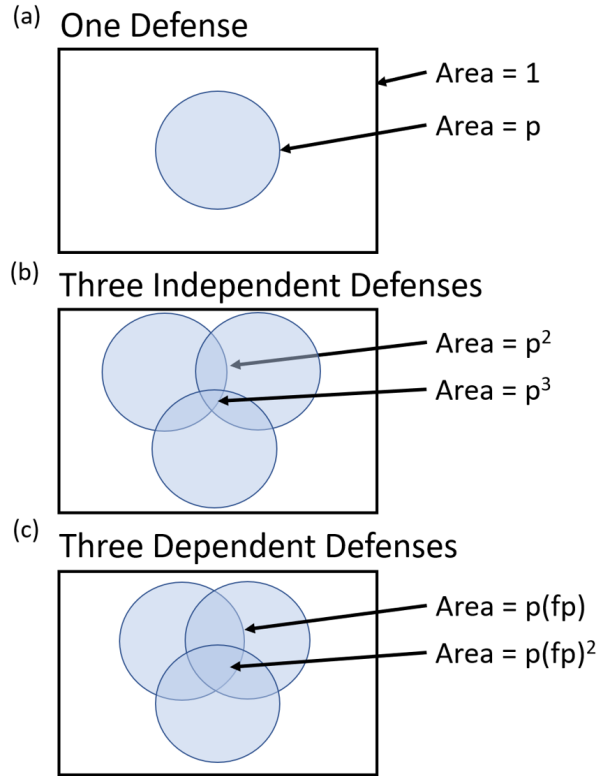 (a) One Defense
Area = 1
Area = p
(b) Three Independent Defenses
Area = p²
Area = p³
(c) Three Dependent Defenses
Area = p(fp)
Area = p(fp)²